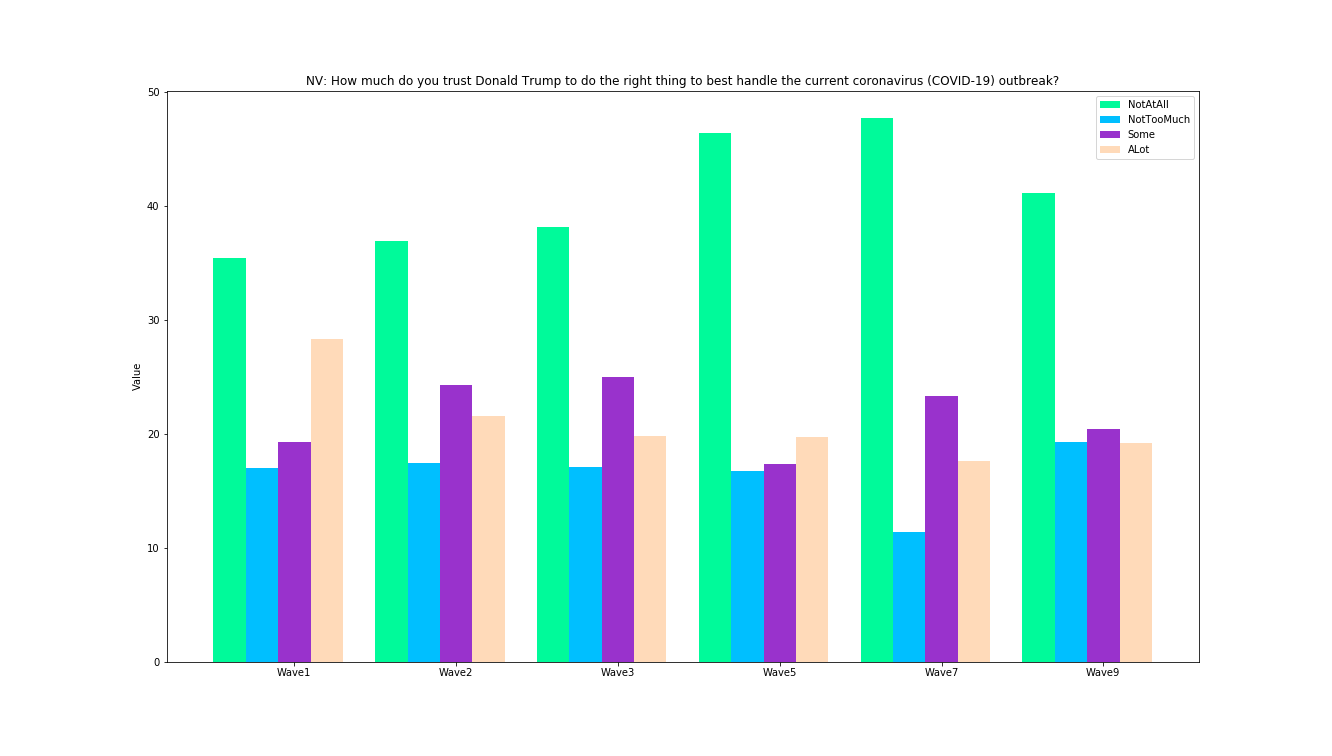 NV: How much do you trust Donald Trump to do the right thing to best handle the current coronavirus (COVID-19) outbreak?
NotAtAll
NotTooMuch
Some
ALot
Value
50
40
30
20
10
0
Wave1
Wave2
Wave3
Wave5
Wave7
Wave9